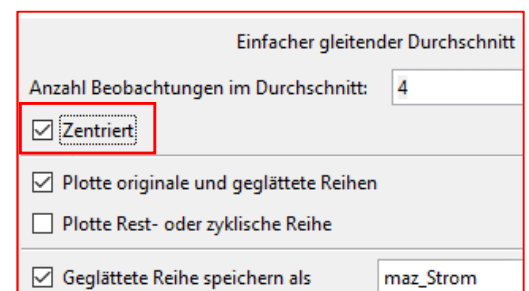 Einfacher gleitender Durchschnitt
Anzahl Beobachtungen im Durchschnitt: 4
Zentriert
Plotte originale und geglättete Reihen
Plotte Rest- oder zyklische Reihe
Geglättete Reihe speichern als maz_Strom